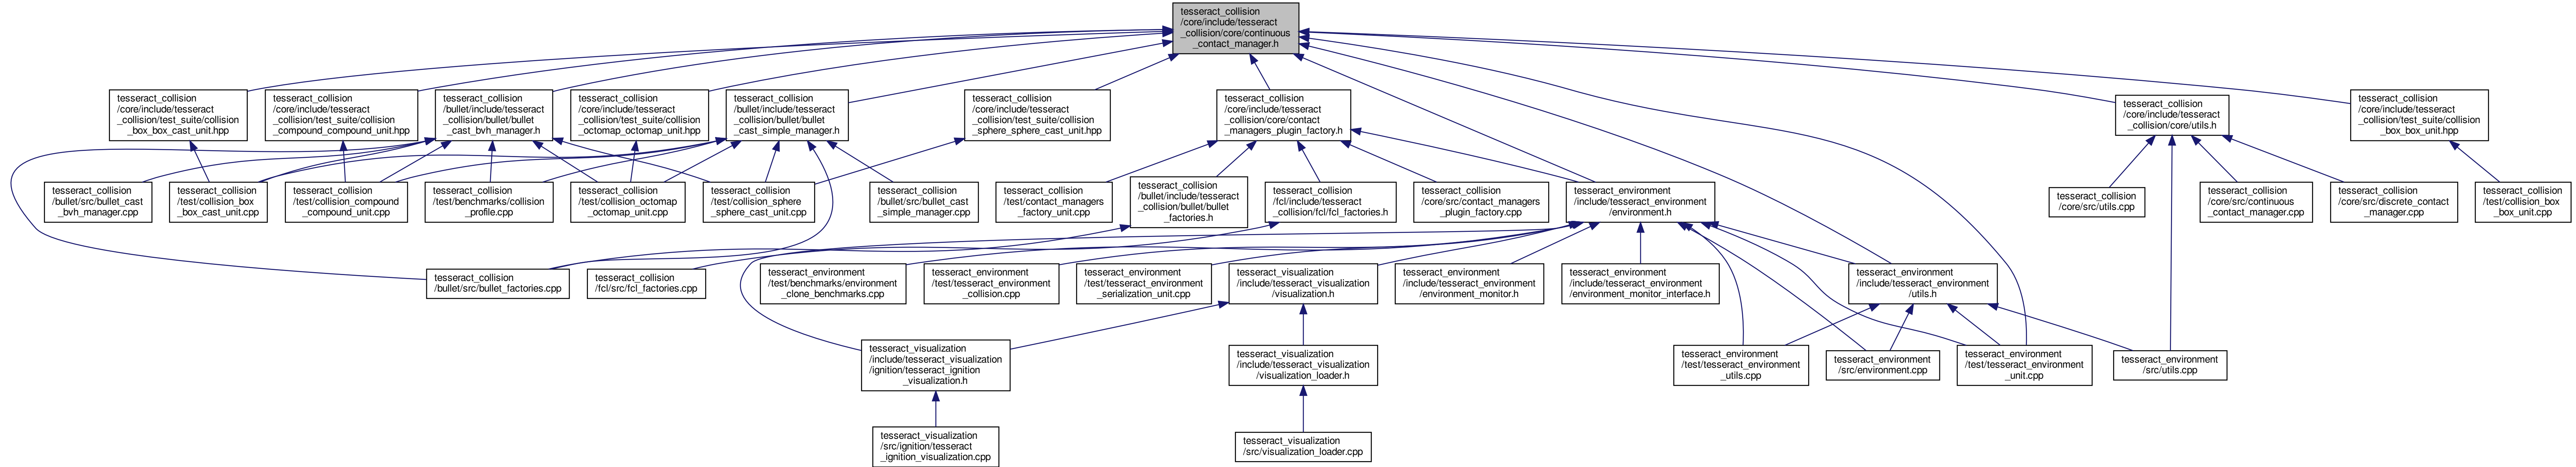 tesseract_collision
/core/include/tesseract
_collision/core/continuous
_contact_manager.h
tesseract_collision
/core/include/tesseract
_collision/test_suite/collision
_box_box_cast_unit.hpp
tesseract_collision
/core/include/tesseract
_collision/test_suite/collision
_compound_compound_unit.hpp
tesseract_collision
/bullet/include/tesseract
_collision/bullet/bullet
_cast_bvh_manager.h
tesseract_collision
/core/include/tesseract
_collision/test_suite/collision
_octomap_octomap_unit.hpp
tesseract_collision
/bullet/include/tesseract
_collision/bullet/bullet
_cast_simple_manager.h
tesseract_collision
/core/include/tesseract
_collision/test_suite/collision
_sphere_sphere_cast_unit.hpp
tesseract_collision
/core/include/tesseract
_collision/core/contact
_managers_plugin_factory.h
tesseract_collision
/core/include/tesseract
_collision/core/utils.h
tesseract_collision
/core/include/tesseract
_collision/test_suite/collision
_box_box_unit.hpp
tesseract_collision
/bullet/src/bullet_cast
_bvh_manager.cpp
tesseract_collision
/test/collision_box
_box_cast_unit.cpp
tesseract_collision
/test/collision_compound
_compound_unit.cpp
tesseract_collision
/test/benchmarks/collision
_profile.cpp
tesseract_collision
/test/collision_octomap
_octomap_unit.cpp
tesseract_collision
/test/collision_sphere
_sphere_cast_unit.cpp
tesseract_collision
/bullet/src/bullet_cast
_simple_manager.cpp
tesseract_collision
/test/contact_managers
_factory_unit.cpp
tesseract_collision
/bullet/include/tesseract
_collision/bullet/bullet
_factories.h
tesseract_collision
/fcl/include/tesseract
_collision/fcl/fcl_factories.h
tesseract_collision
/core/src/contact_managers
_plugin_factory.cpp
tesseract_environment
/include/tesseract_environment
/environment.h
tesseract_collision
/core/src/utils.cpp
tesseract_collision
/core/src/continuous
_contact_manager.cpp
tesseract_collision
/core/src/discrete_contact
_manager.cpp
tesseract_collision
/test/collision_box
_box_unit.cpp
tesseract_collision
/bullet/src/bullet_factories.cpp
tesseract_collision
/fcl/src/fcl_factories.cpp
tesseract_environment
/test/benchmarks/environment
_clone_benchmarks.cpp
tesseract_environment
/test/tesseract_environment
_collision.cpp
tesseract_environment
/test/tesseract_environment
_serialization_unit.cpp
tesseract_visualization
/include/tesseract_visualization
/visualization.h
tesseract_environment
/include/tesseract_environment
/environment_monitor.h
tesseract_environment
/include/tesseract_environment
/environment_monitor_interface.h
tesseract_environment
/include/tesseract_environment
/utils.h
tesseract_visualization
/include/tesseract_visualization
/ignition/tesseract_ignition
_visualization.h
tesseract_visualization
/include/tesseract_visualization
/visualization_loader.h
tesseract_environment
/test/tesseract_environment
_utils.cpp
tesseract_environment
/src/environment.cpp
tesseract_environment
/test/tesseract_environment
_unit.cpp
tesseract_environment
/src/utils.cpp
tesseract_visualization
/src/ignition/tesseract
_ignition_visualization.cpp
tesseract_visualization
/src/visualization_loader.cpp